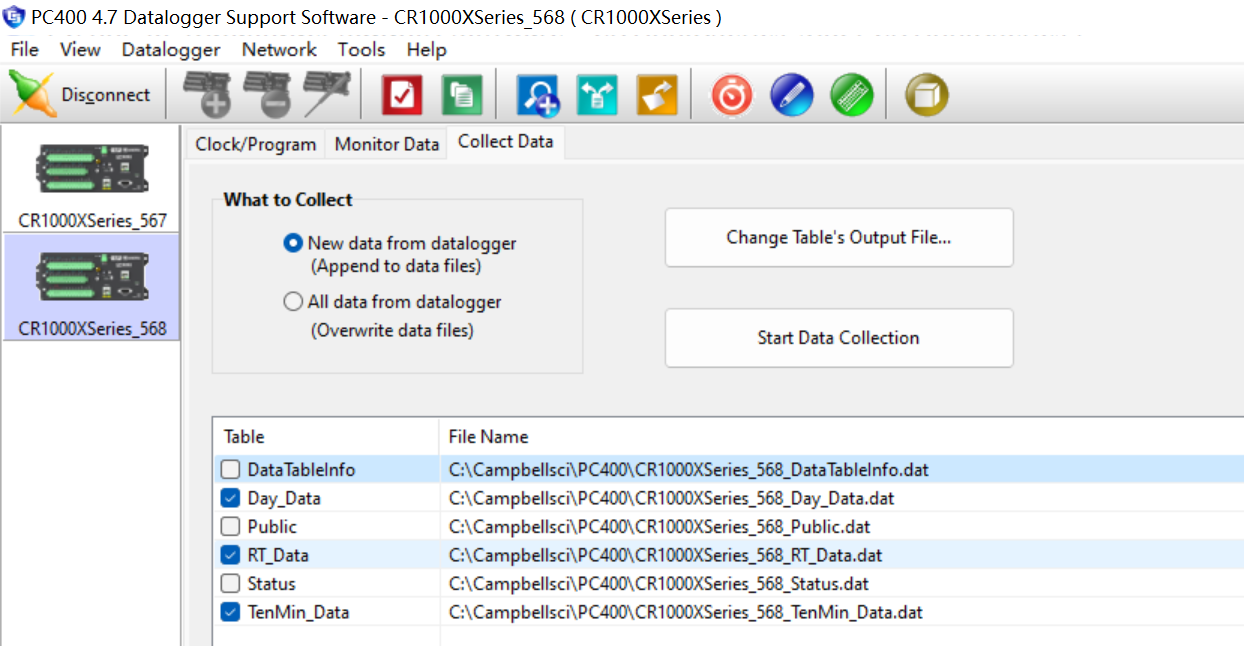 PC400 4.7 Datalogger Support Software - CR1000XSeries_568 ( CR1000XSeries )
File View Datalogger Network Tools Help
Disconnect
Clock/Program Monitor Data Collect Data
CR1000XSeries_567
CR1000XSeries_568
What to Collect
New data from datalogger
(Append to data files)
All data from datalogger
(Overwrite data files)
Change Table's Output File...
Start Data Collection
Table File Name
DataTableInfo C:\Campbellsci\PC400\CR1000XSeries_568_DataTableInfo.dat
Day_Data C:\Campbellsci\PC400\CR1000XSeries_568_Day_Data.dat
Public C:\Campbellsci\PC400\CR1000XSeries_568_Public.dat
RT_Data C:\Campbellsci\PC400\CR1000XSeries_568_RT_Data.dat
Status C:\Campbellsci\PC400\CR1000XSeries_568_Status.dat
TenMin_Data C:\Campbellsci\PC400\CR1000XSeries_568_TenMin_Data.dat